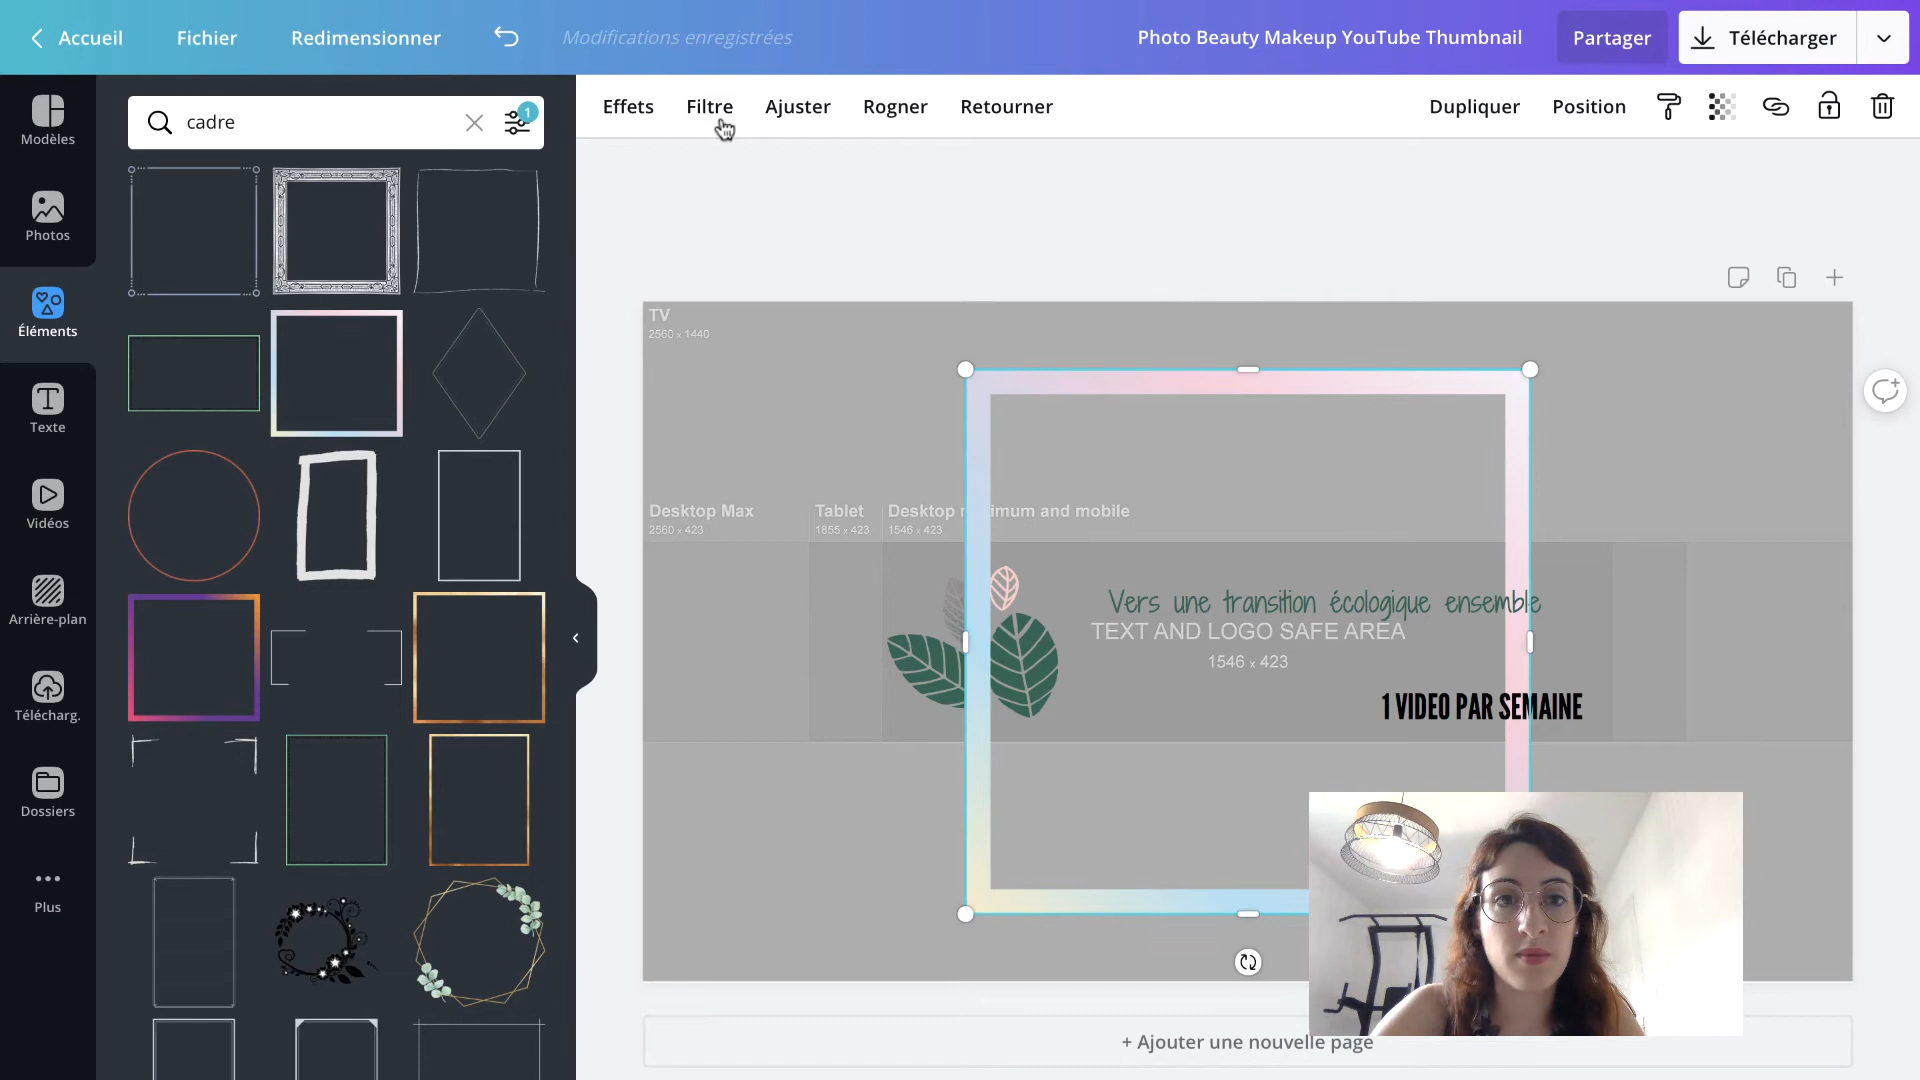 Accueil
Fichier
Redimensionner
Modifications enregistrées
Photo Beauty Makeup YouTube Thumbnail
Partager
Télécharger
cadre
1
Effets
Filtre
Ajuster
Rogner
Retourner
Dupliquer
Position
Modèles
Photos
Éléments
Texte
Vidéos
Arrière-plan
Télécharg.
Dossiers
Plus
TV
2560 x 1440
Desktop Max
2560 x 423
Tablet
1855 x 423
Desktop minimum and mobile
1546 x 423
Vers une transition écologique ensemble
TEXT AND LOGO SAFE AREA
1546 x 423
1 VIDEO PAR SEMAINE
+ Ajouter une nouvelle page